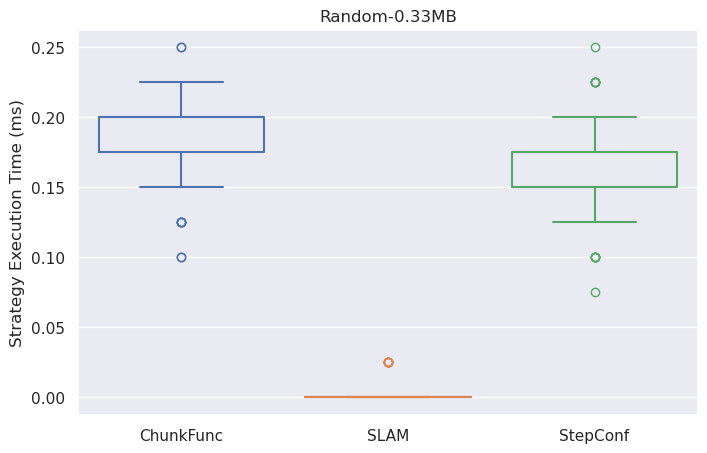 Random-0.33MB
Strategy Execution Time (ms)
0.25
0.20
0.15
0.10
0.05
0.00
ChunkFunc
SLAM
StepConf